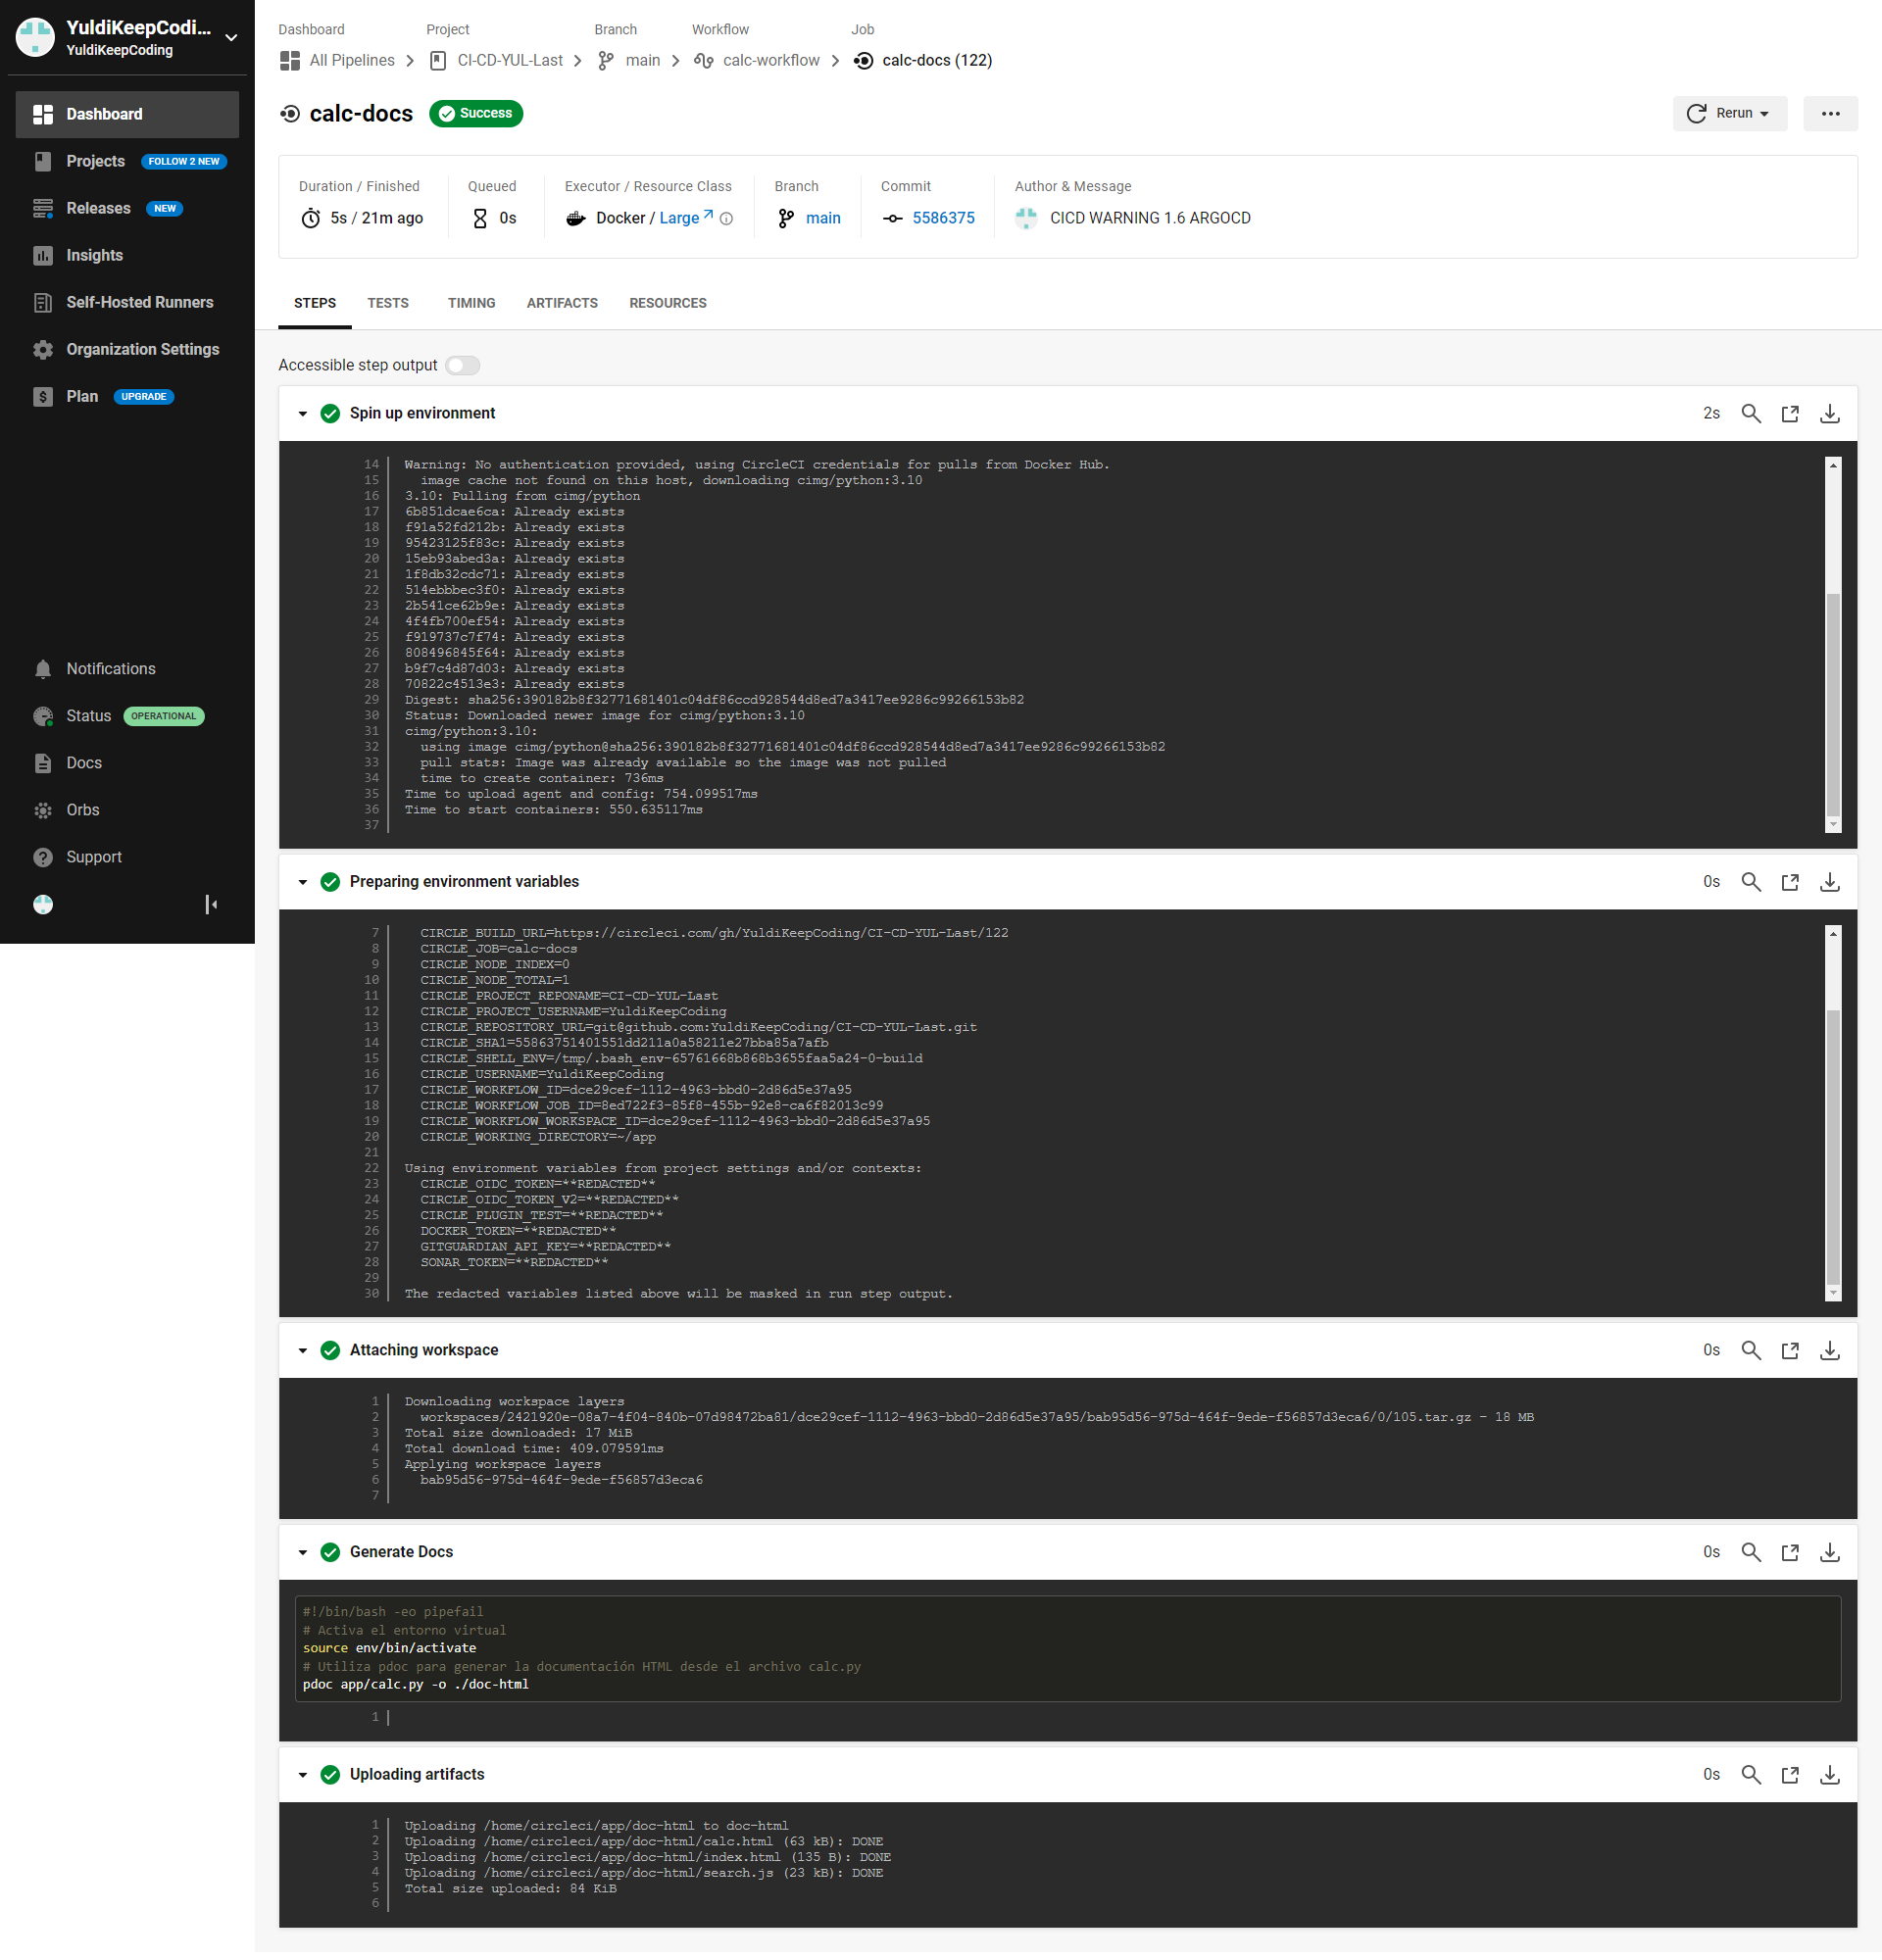 YuldiKeepCodi...
YuldiKeepCoding
Dashboard
Projects FOLLOW 2 NEW
Releases NEW
Insights
Self-Hosted Runners
Organization Settings
Plan UPGRADE
Notifications
Status OPERATIONAL
Docs
Orbs
Support
Dashboard Project Branch Workflow Job
All Pipelines CI-CD-YUL-Last main calc-workflow calc-docs (122)
calc-docs Success
Rerun
Duration / Finished Queued Executor / Resource Class Branch Commit Author & Message
5s / 21m ago 0s Docker / Large main 5586375 CICD WARNING 1.6 ARGOCD
STEPS TESTS TIMING ARTIFACTS RESOURCES
Accessible step output
Spin up environment 2s
14 Warning: No authentication provided, using CircleCI credentials for pulls from Docker Hub.
15 image cache not found on this host, downloading cimg/python:3.10
16 3.10: Pulling from cimg/python
17 6b851dcae6ca: Already exists
18 f91a52fd212b: Already exists
19 95423125f83c: Already exists
20 15eb93abed3a: Already exists
21 1f8db32cdc71: Already exists
22 514ebbbec3f0: Already exists
23 2b541ce62b9e: Already exists
24 4f4fb700ef54: Already exists
25 f919737c7f74: Already exists
26 808496845f64: Already exists
27 b9f7c4d87d03: Already exists
28 70822c4513e3: Already exists
29 Digest: sha256:390182b8f32771681401c04df86ccd928544d8ed7a3417ee9286c99266153b82
30 Status: Downloaded newer image for cimg/python:3.10
31 cimg/python:3.10:
32 using image cimg/python@sha256:390182b8f32771681401c04df86ccd928544d8ed7a3417ee9286c99266153b82
33 pull stats: Image was already available so the image was not pulled
34 time to create container: 736ms
35 Time to upload agent and config: 754.099517ms
36 Time to start containers: 550.635117ms
37
Preparing environment variables 0s
7 CIRCLE_BUILD_URL=https://circleci.com/gh/YuldiKeepCoding/CI-CD-YUL-Last/122
8 CIRCLE_JOB=calc-docs
9 CIRCLE_NODE_INDEX=0
10 CIRCLE_NODE_TOTAL=1
11 CIRCLE_PROJECT_REPONAME=CI-CD-YUL-Last
12 CIRCLE_PROJECT_USERNAME=YuldiKeepCoding
13 CIRCLE_REPOSITORY_URL=git@github.com:YuldiKeepCoding/CI-CD-YUL-Last.git
14 CIRCLE_SHA1=55863751401551dd211a0a58211e27bba85a7afb
15 CIRCLE_SHELL_ENV=/tmp/.bash_env-65761668b868b3655faa5a24-0-build
16 CIRCLE_USERNAME=YuldiKeepCoding
17 CIRCLE_WORKFLOW_ID=dce29cef-1112-4963-bbd0-2d86d5e37a95
18 CIRCLE_WORKFLOW_JOB_ID=8ed722f3-85f8-455b-92e8-ca6f82013c99
19 CIRCLE_WORKFLOW_WORKSPACE_ID=dce29cef-1112-4963-bbd0-2d86d5e37a95
20 CIRCLE_WORKING_DIRECTORY=~/app
21
22 Using environment variables from project settings and/or contexts:
23 CIRCLE_OIDC_TOKEN=**REDACTED**
24 CIRCLE_OIDC_TOKEN_V2=**REDACTED**
25 CIRCLE_PLUGIN_TEST=**REDACTED**
26 DOCKER_TOKEN=**REDACTED**
27 GITGUARDIAN_API_KEY=**REDACTED**
28 SONAR_TOKEN=**REDACTED**
29
30 The redacted variables listed above will be masked in run step output.
Attaching workspace 0s
1 Downloading workspace layers
2 workspaces/2421920e-08a7-4f04-840b-07d98472ba81/dce29cef-1112-4963-bbd0-2d86d5e37a95/bab95d56-975d-464f-9ede-f56857d3eca6/0/105.tar.gz - 18 MB
3 Total size downloaded: 17 MiB
4 Total download time: 409.079591ms
5 Applying workspace layers
6 bab95d56-975d-464f-9ede-f56857d3eca6
7
Generate Docs 0s
#!/bin/bash -eo pipefail
# Activa el entorno virtual
source env/bin/activate
# Utiliza pdoc para generar la documentación HTML desde el archivo calc.py
pdoc app/calc.py -o ./doc-html
1
Uploading artifacts 0s
1 Uploading /home/circleci/app/doc-html to doc-html
2 Uploading /home/circleci/app/doc-html/calc.html (63 kB): DONE
3 Uploading /home/circleci/app/doc-html/index.html (135 B): DONE
4 Uploading /home/circleci/app/doc-html/search.js (23 kB): DONE
5 Total size uploaded: 84 KiB
6